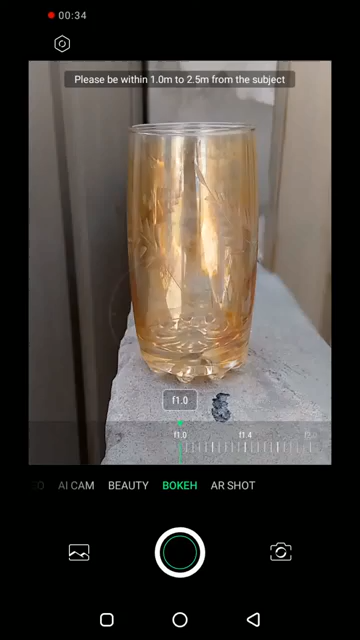 00:34
Please be within 1.0m to 2.5m from the subject
f1.0
f1.0 f1.4
AI CAM BEAUTY BOKEH AR SHOT